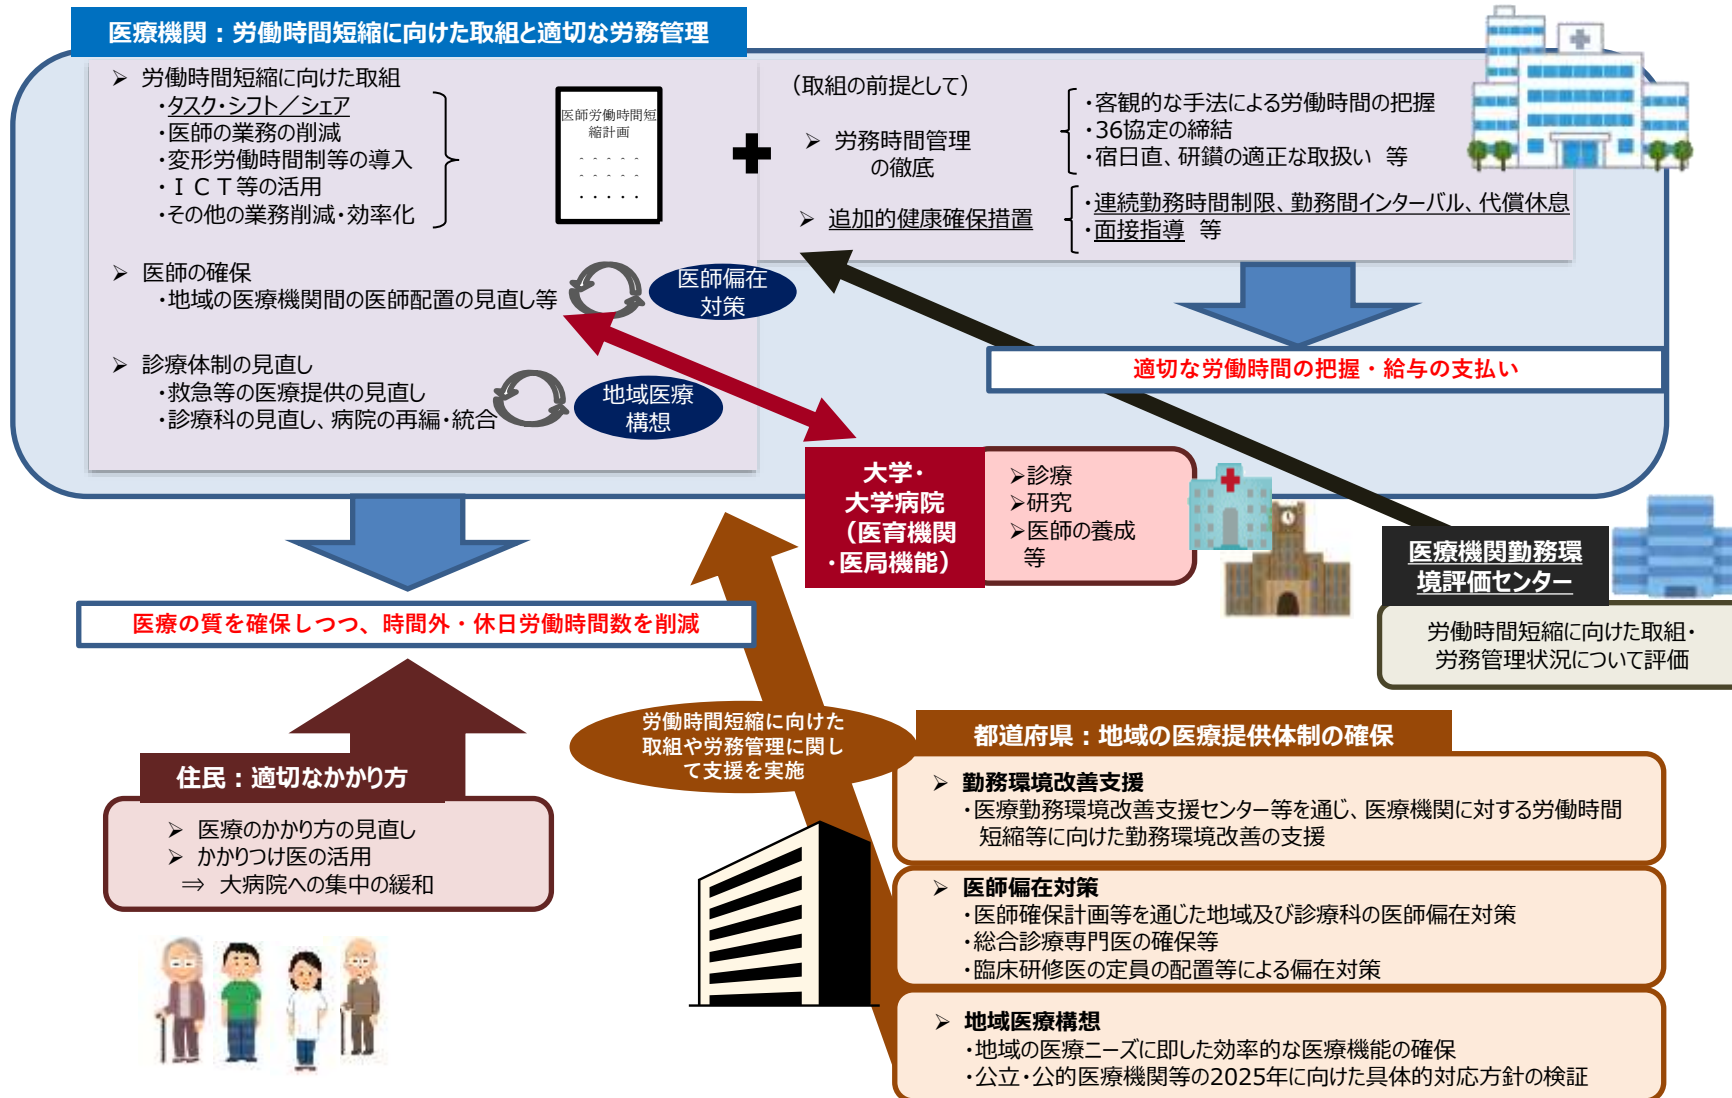 医療機関：労働時間短縮に向けた取組と適切な労務管理
➢ 労働時間短縮に向けた取組
・タスク・シフト／シェア
・医師の業務の削減
・変形労働時間制等の導入
・ＩＣＴ等の活用
・その他の業務削減・効率化
医師労働時間短
縮計画
（取組の前提として）
➢ 労務時間管理
の徹底
・客観的な手法による労働時間の把握
・36協定の締結
・宿日直、研鑽の適正な取扱い 等
➢ 追加的健康確保措置
・連続勤務時間制限、勤務間インターバル、代償休息
・面接指導 等
➢ 医師の確保
・地域の医療機関間の医師配置の見直し等
医師偏在
対策
➢ 診療体制の見直し
・救急等の医療提供の見直し
・診療科の見直し、病院の再編・統合
地域医療
構想
適切な労働時間の把握・給与の支払い
大学・
大学病院
（医育機関
・医局機能）
➢診療
➢研究
➢医師の養成
等
医療機関勤務環
境評価センター
労働時間短縮に向けた取組・
労務管理状況について評価
医療の質を確保しつつ、時間外・休日労働時間数を削減
労働時間短縮に向けた
取組や労務管理に関し
て支援を実施
住民：適切なかかり方
➢ 医療のかかり方の見直し
➢ かかりつけ医の活用
⇒ 大病院への集中の緩和
都道府県：地域の医療提供体制の確保
➢ 勤務環境改善支援
・医療勤務環境改善支援センター等を通じ、医療機関に対する労働時間
短縮等に向けた勤務環境改善の支援
➢ 医師偏在対策
・医師確保計画等を通じた地域及び診療科の医師偏在対策
・総合診療専門医の確保等
・臨床研修医の定員の配置等による偏在対策
➢ 地域医療構想
・地域の医療ニーズに即した効率的な医療機能の確保
・公立・公的医療機関等の2025年に向けた具体的対応方針の検証